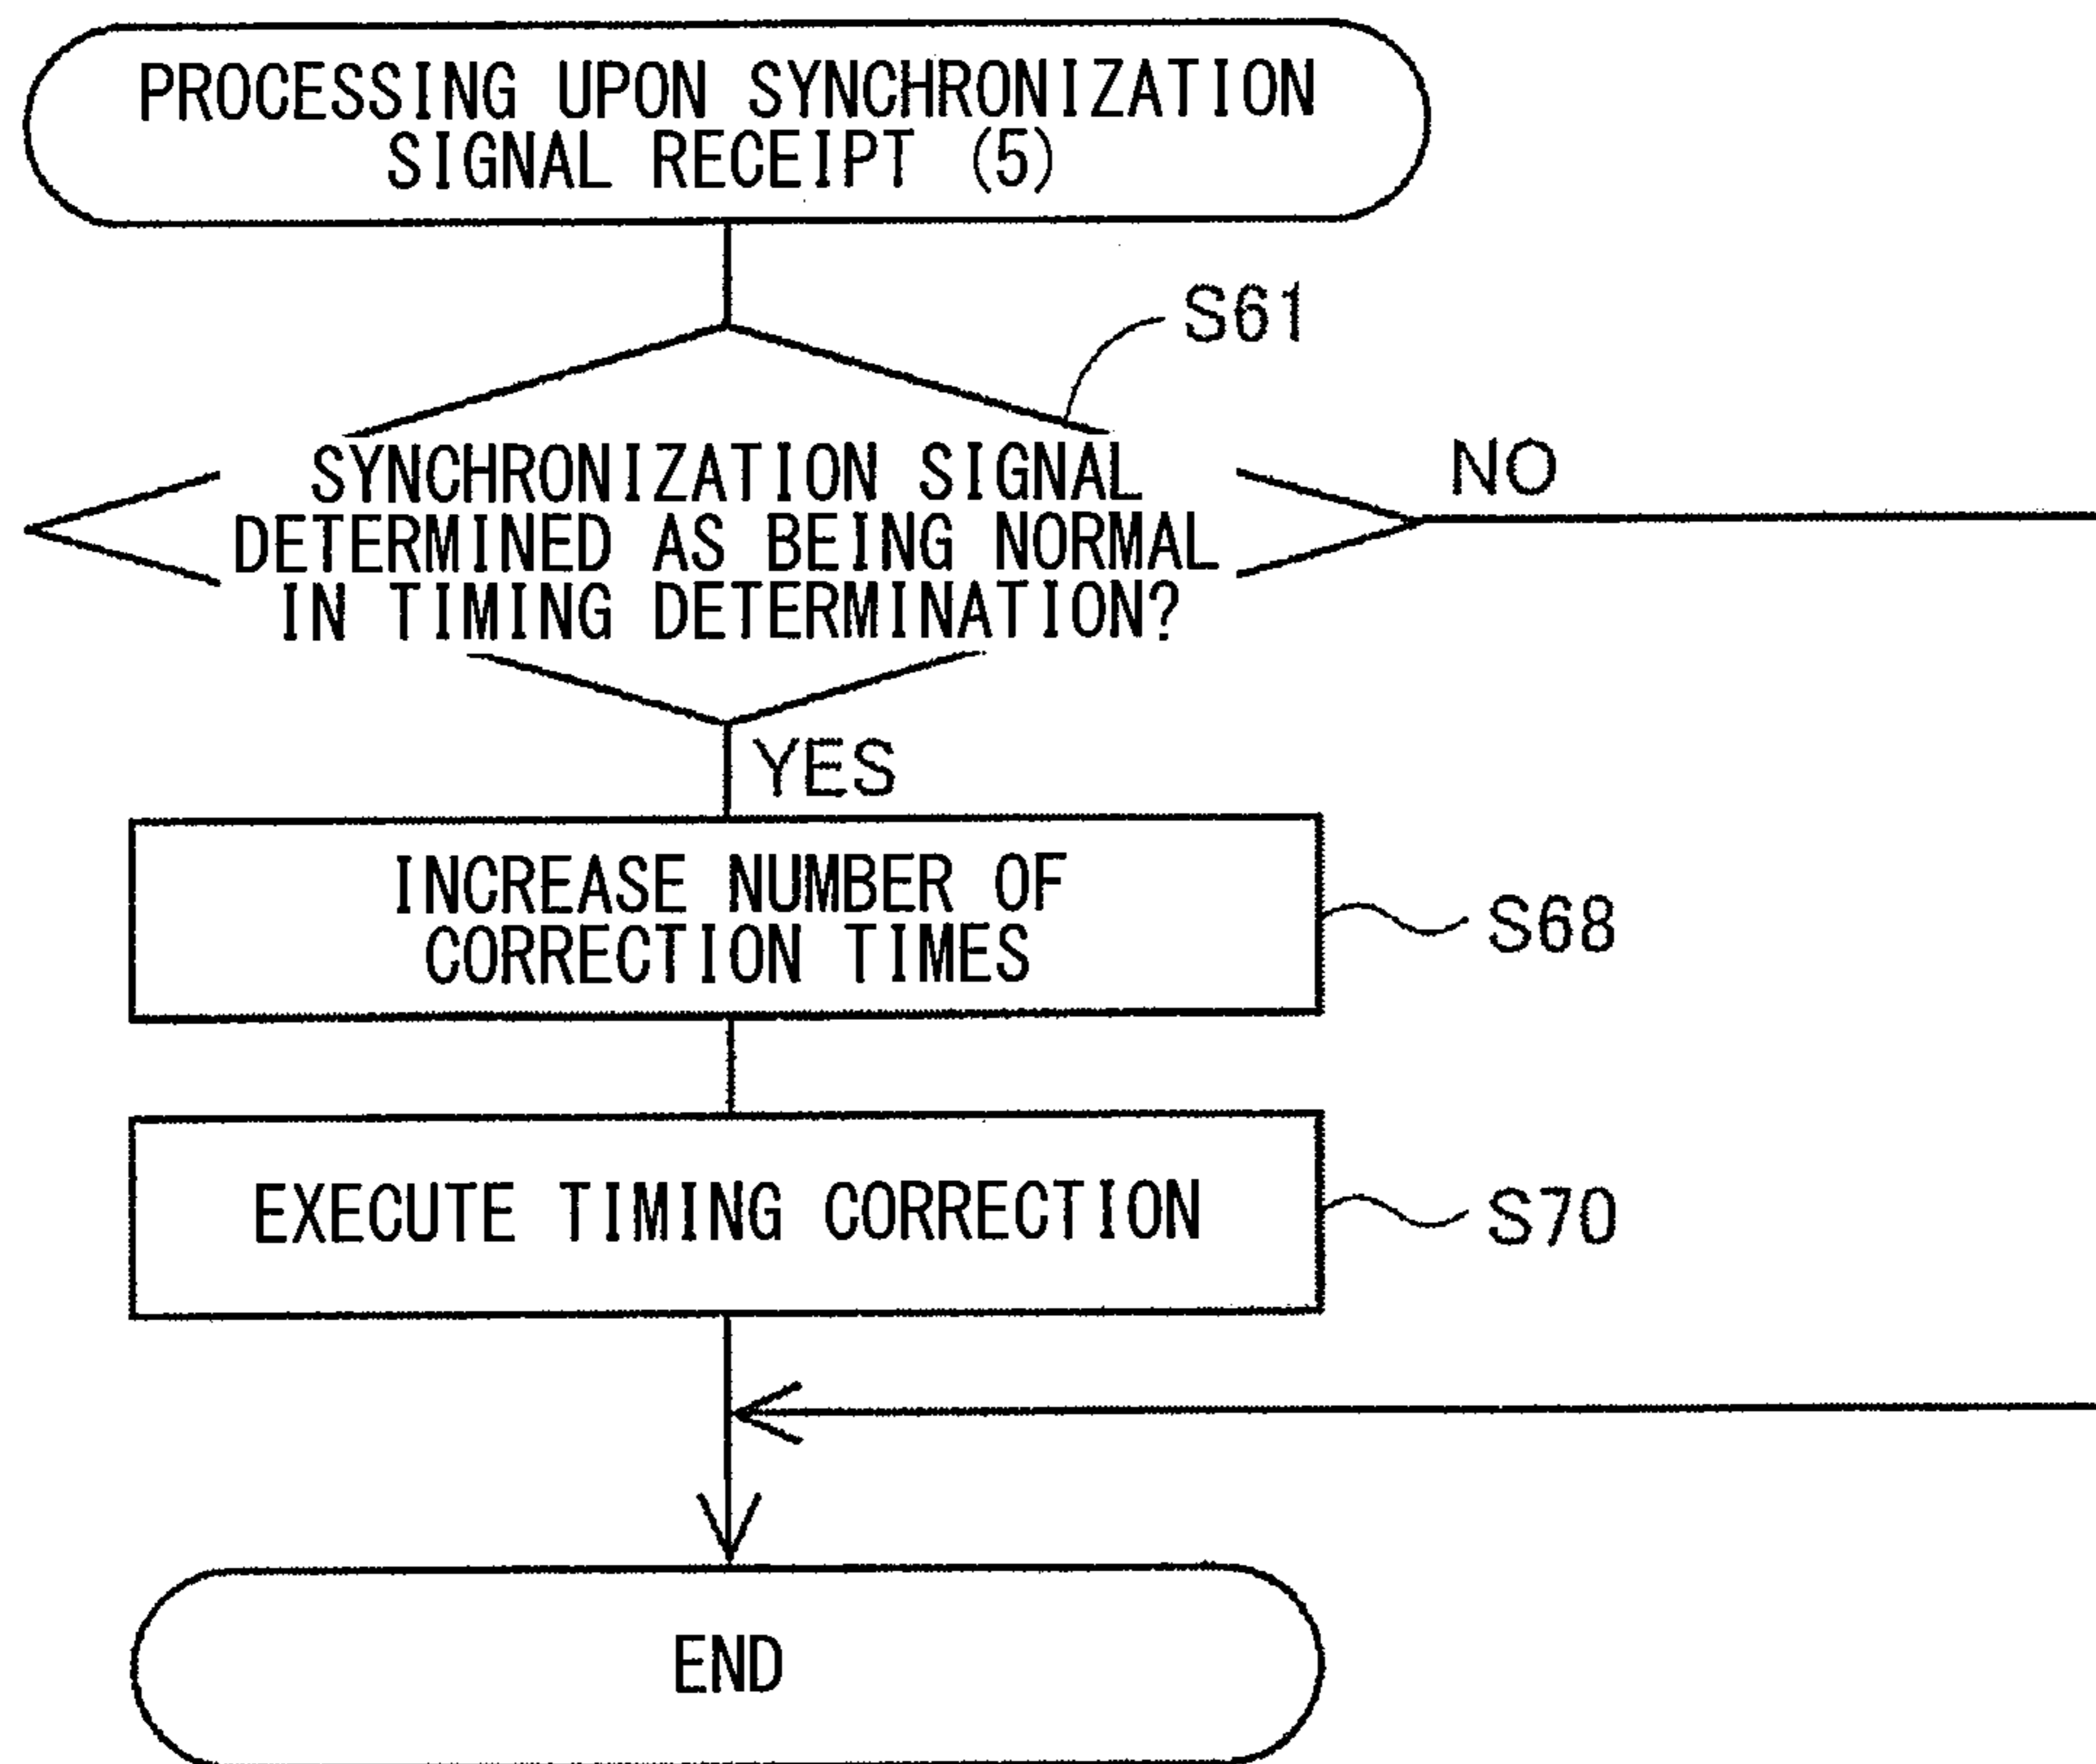 PROCESSING UPON SYNCHRONIZATION
SIGNAL RECEIPT (5)
S61
SYNCHRONIZATION SIGNAL
DETERMINED AS BEING NORMAL
IN TIMING DETERMINATION?
NO
YES
INCREASE NUMBER OF
CORRECTION TIMES
S68
EXECUTE TIMING CORRECTION
S70
END